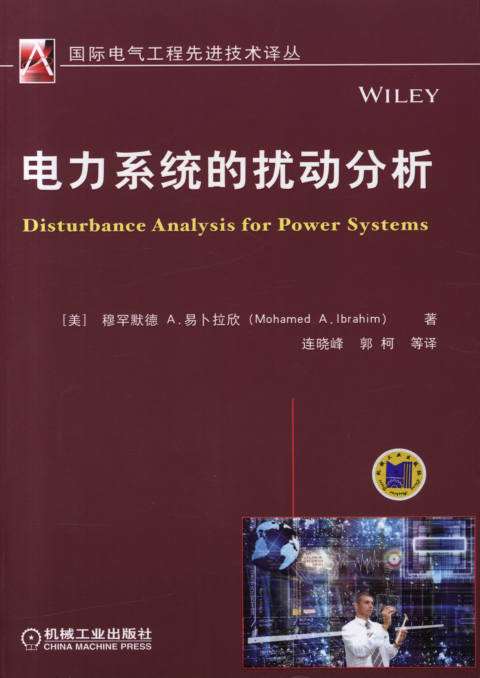 国际电气工程先进技术译丛
WILEY
电力系统的扰动分析
Disturbance Analysis for Power Systems
[美] 穆罕默德 A.易卜拉欣 (Mohamed A.Ibrahim) 著
连晓峰 郭柯 等译
机械工业出版社
CHINA MACHINE PRESS